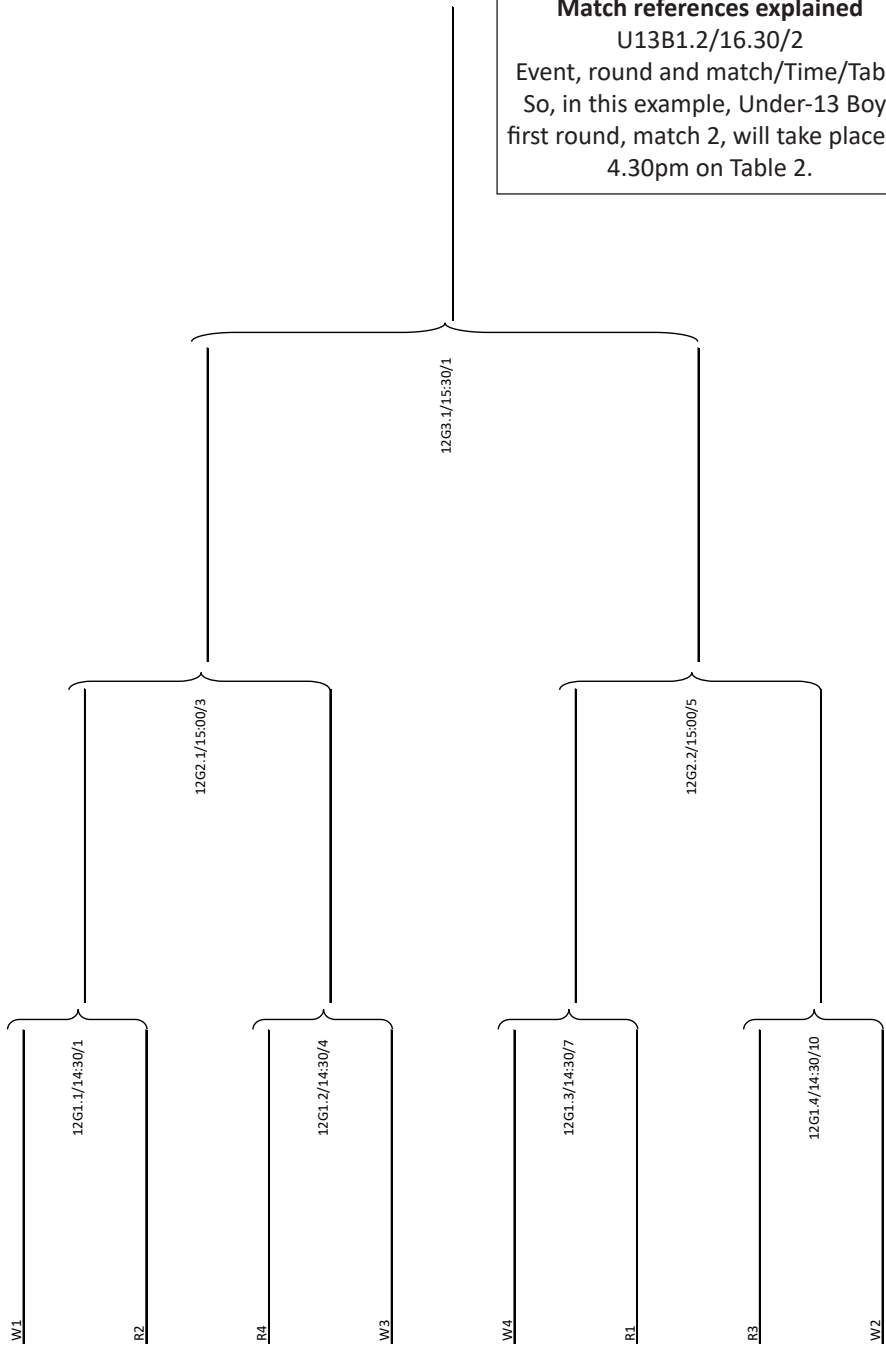 Match references explained
U13B1.2/16.30/2
Event, round and match/Time/Tab
So, in this example, Under-13 Boy
first round, match 2, will take place
4.30pm on Table 2.
12G3.1/15:30/1
12G2.1/15:00/3
12G2.2/15:00/5
12G1.1/14:30/1
12G1.2/14:30/4
12G1.3/14:30/7
12G1.4/14:30/10
W1
R2
R4
W3
W4
R1
R3
W2